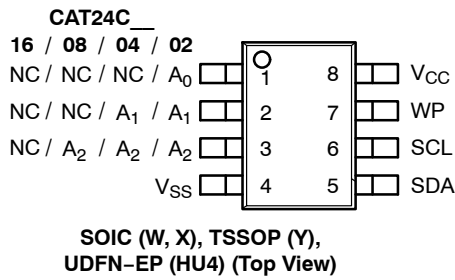 CAT24C__
16 / 08 / 04 / 02
NC / NC / NC / A0 1 8 VCC
NC / NC / A1 / A1 2 7 WP
NC / A2 / A2 / A2 3 6 SCL
VSS 4 5 SDA
SOIC (W, X), TSSOP (Y),
UDFN−EP (HU4) (Top View)